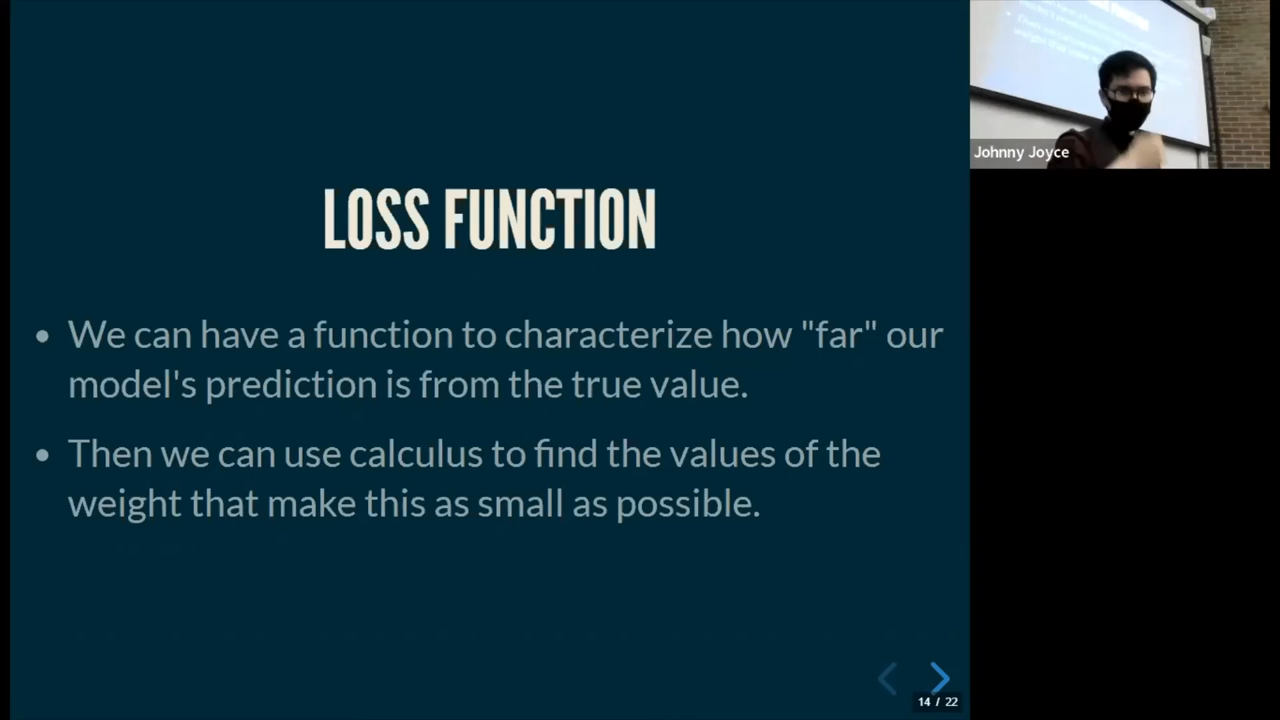 LOSS FUNCTION
We can have a function to characterize how "far" our
model's prediction is from the true value.
Then we can use calculus to find the values of the
weight that make this as small as possible.
14 / 22
Johnny Joyce